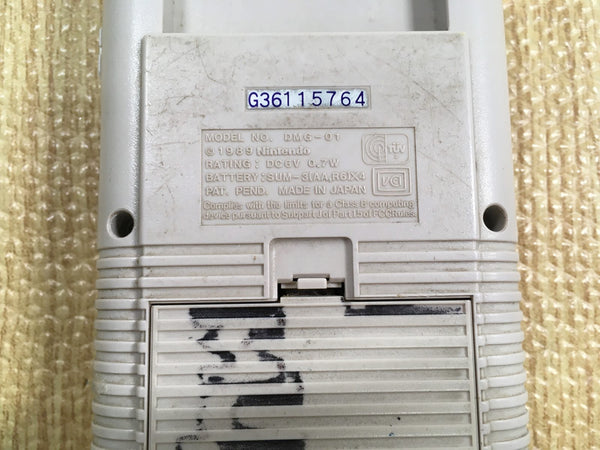 G36115764
MODEL NO. DMG-01
© 1989 Nintendo
RATING: DC6V 0.7W
BATTERY: SUM-3(AA,R6)X4
PAT. PEND. MADE IN JAPAN
Complies with the limits for a Class B computing
device pursuant to Subpart J of Part 15 of FCC Rules.
VCI